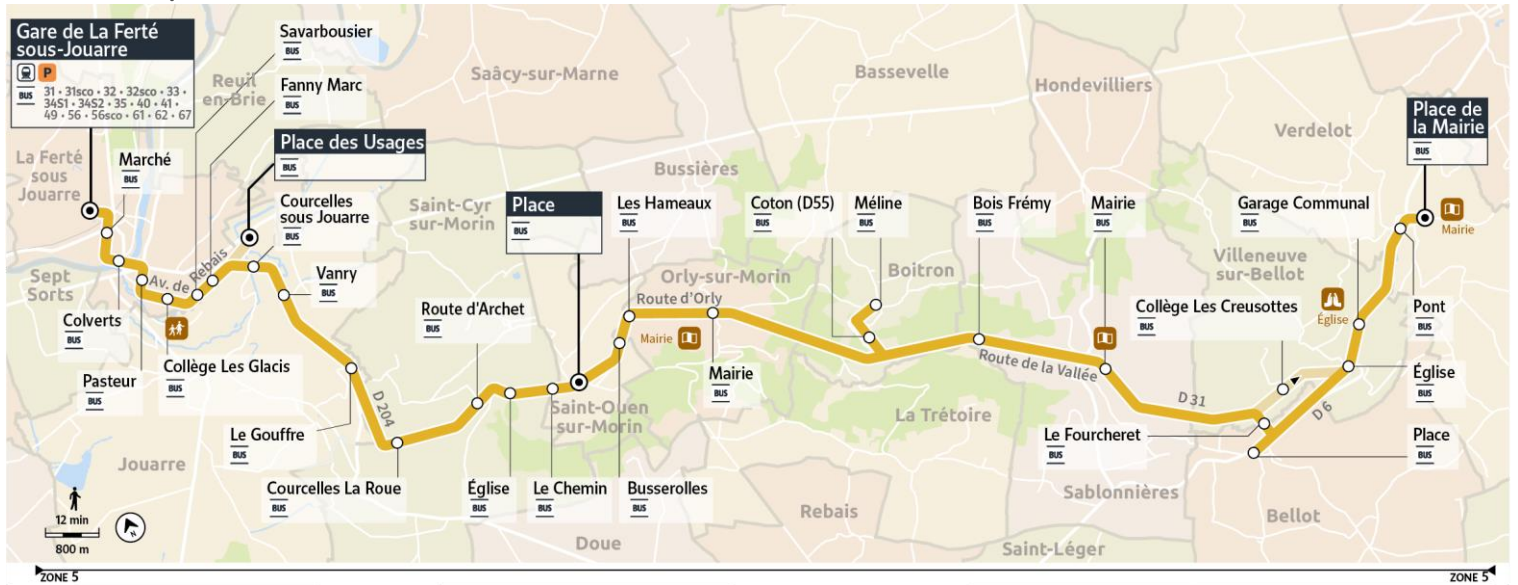 Gare de La Ferté
sous-Jouarre
P
BUS
31 • 31sco • 32 • 32sco • 33 •
34S1 • 34S2 • 35 • 40 • 41 •
49 • 56 • 56sco • 61 • 62 • 67
Savarbousier
BUS
Fanny Marc
BUS
Reuil
en-Brie
Saâcy-sur-Marne
Bassevelle
Hondevilliers
Verdelot
Place de
la Mairie
BUS
Mairie
La Ferté
sous
Jouarre
Marché
BUS
Place des Usages
BUS
Courcelles
sous Jouarre
BUS
Saint-Cyr
sur-Morin
Bussières
Place
BUS
Les Hameaux
BUS
Coton (D55)
BUS
Méline
BUS
Bois Frémy
BUS
Mairie
BUS
Garage Communal
BUS
Sept
Sorts
Av. de Rebais
Vanry
BUS
Orly-sur-Morin
Boitron
Villeneuve
sur-Bellot
Route d'Orly
Route d'Archet
BUS
Collège Les Creusottes
BUS
Église
Pont
BUS
Colverts
BUS
Mairie
Route de la Vallée
Collège Les Glacis
BUS
Pasteur
BUS
Mairie
BUS
Église
BUS
D 204
D 31
D 6
Saint-Ouen
sur-Morin
La Trétoire
Le Gouffre
BUS
Le Fourcheret
BUS
Place
BUS
Jouarre
Courcelles La Roue
BUS
Église
BUS
Le Chemin
BUS
Busserolles
BUS
Sablonnières
Rebais
Bellot
12 min
800 m
N
Doue
Saint-Léger
ZONE 5
ZONE 5